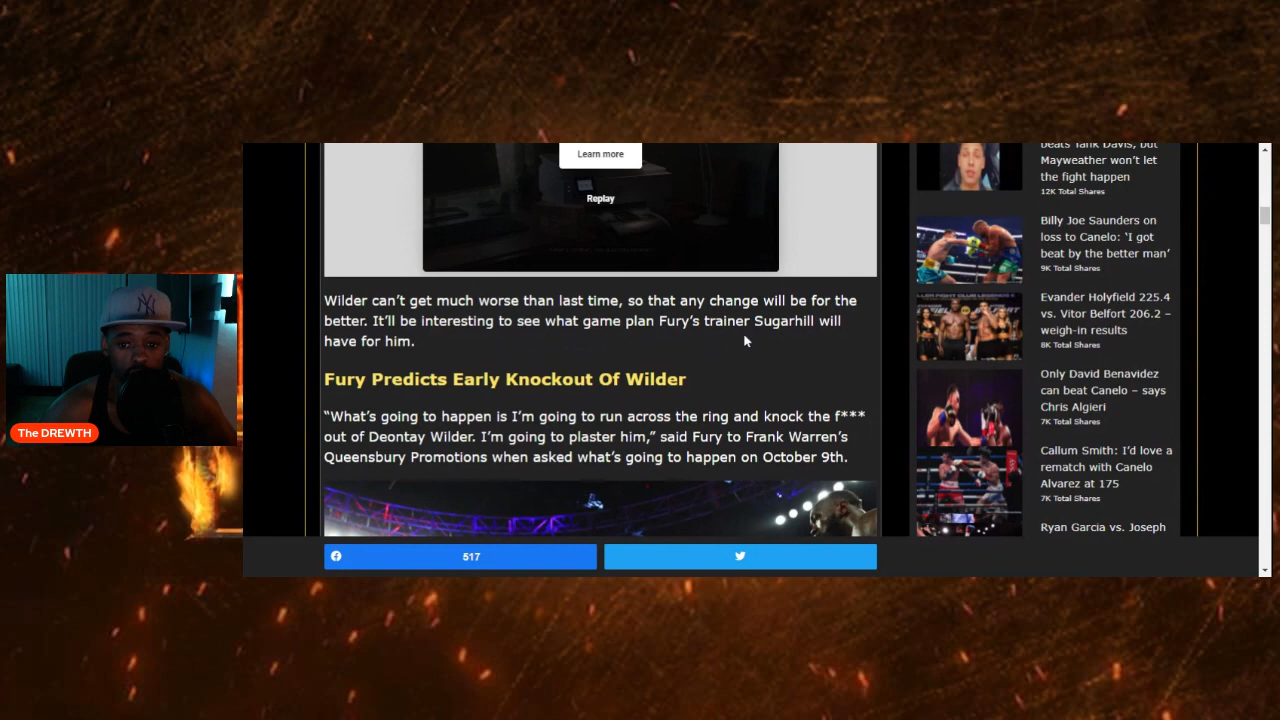 Learn more
Replay
Wilder can't get much worse than last time, so that any change will be for the
better. It'll be interesting to see what game plan Fury's trainer Sugarhill will
have for him.
Fury Predicts Early Knockout Of Wilder
“What's going to happen is I'm going to run across the ring and knock the f***
out of Deontay Wilder. I'm going to plaster him,” said Fury to Frank Warren's
Queensbury Promotions when asked what's going to happen on October 9th.
517
beats Tank Davis, but
Mayweather won't let
the fight happen
12K Total Shares
Billy Joe Saunders on
loss to Canelo: 'I got
beat by the better man'
9K Total Shares
Evander Holyfield 225.4
vs. Vitor Belfort 206.2 –
weigh-in results
8K Total Shares
Only David Benavidez
can beat Canelo – says
Chris Algieri
7K Total Shares
Callum Smith: I'd love a
rematch with Canelo
Alvarez at 175
7K Total Shares
Ryan Garcia vs. Joseph
The DREWTH